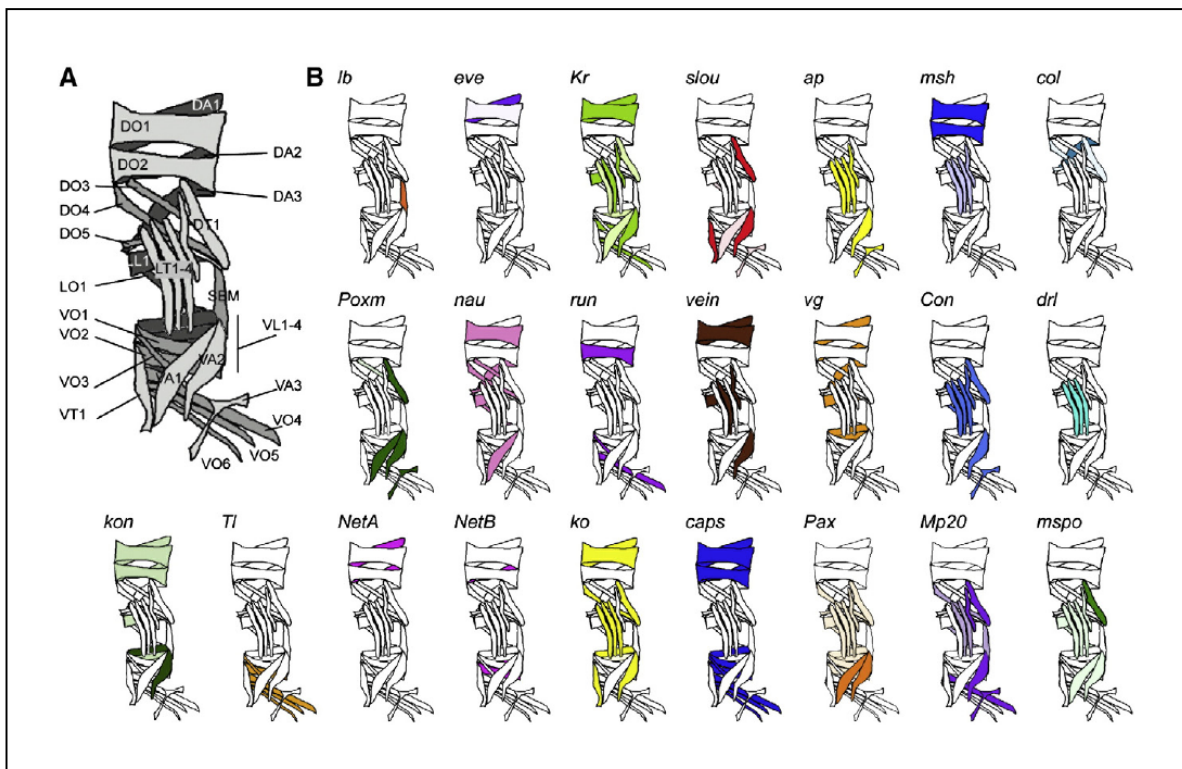 A
B
lb eve Kr slou ap msh col
DA1
DO1
DO2
DA2
DO3
DA3
DO4
DT1
DO5
LL1
LT1-4
LO1
SBM
VO1
VL1-4
VO2
VA2
VO3
VA1
VA3
VT1
VO4
VO5
VO6
Poxm nau run vein vg Con drl
kon Tl NetA NetB ko caps Pax Mp20 mspo